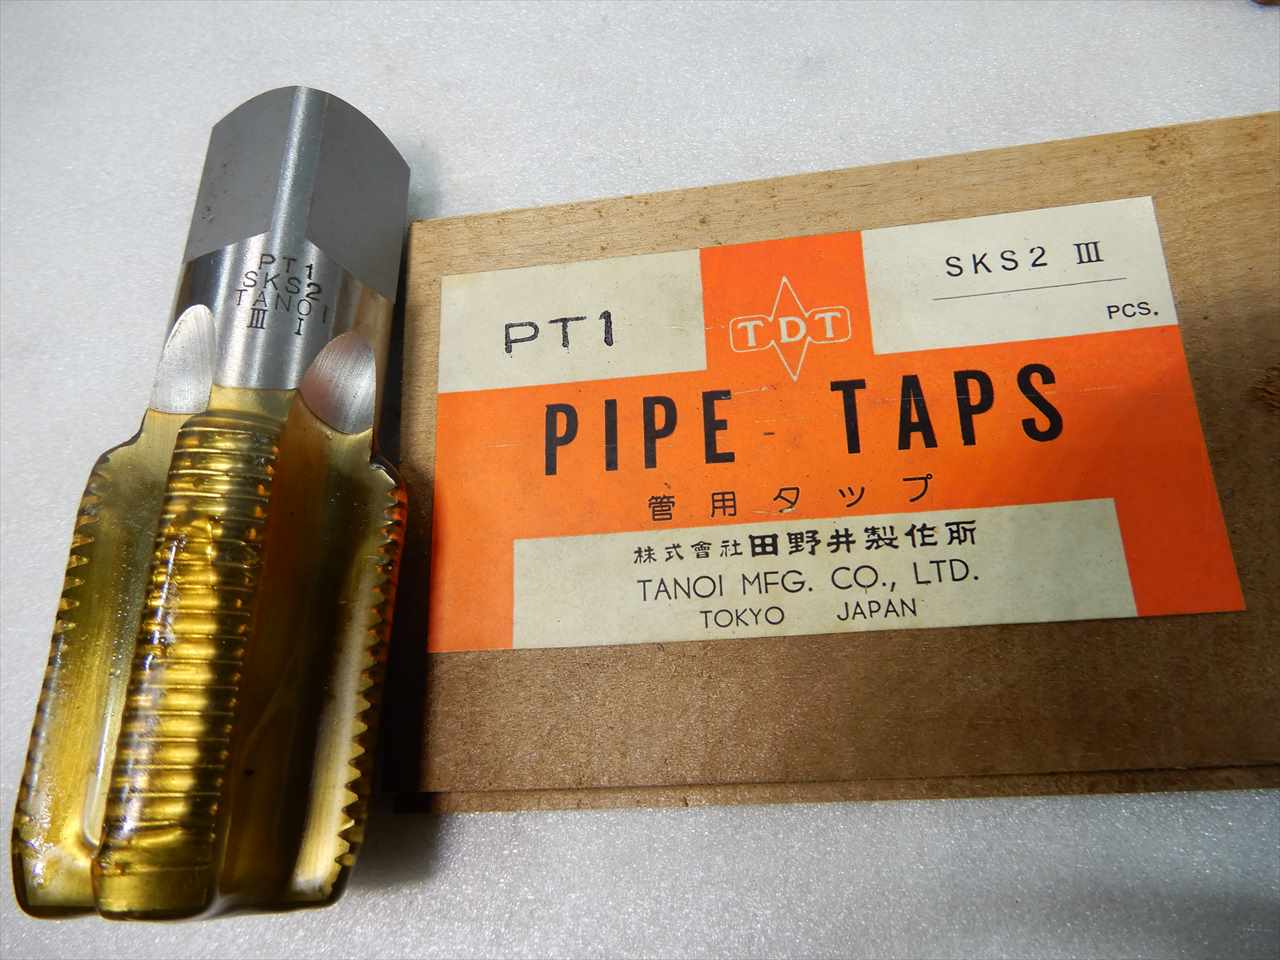 PT1
SKS2
TANOI
III I
PT1
TDT
SKS2 III
PCS.
PIPE-TAPS
管用タップ
株式會社田野井製作所
TANOI MFG. CO., LTD.
TOKYO JAPAN